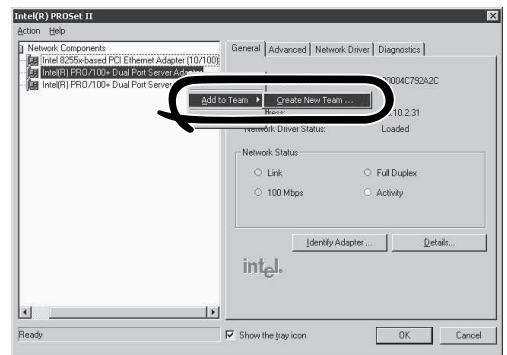 Intel(R) PROSet II
Action Help
Network Components
Intel 8255x-based PCI Ethernet Adapter (10/100)
Intel(R) PRO/100+ Dual Port Server Adapter
Intel(R) PRO/100+ Dual Port Server
General Advanced Network Driver Diagnostics
0004C792A2C
Add to Team Create New Team ...
.10.2.31
Network Driver Status: Loaded
Network Status
Link Full Duplex
100 Mbps Activity
Identify Adapter ... Details...
intel.
Ready
Show the tray icon OK Cancel